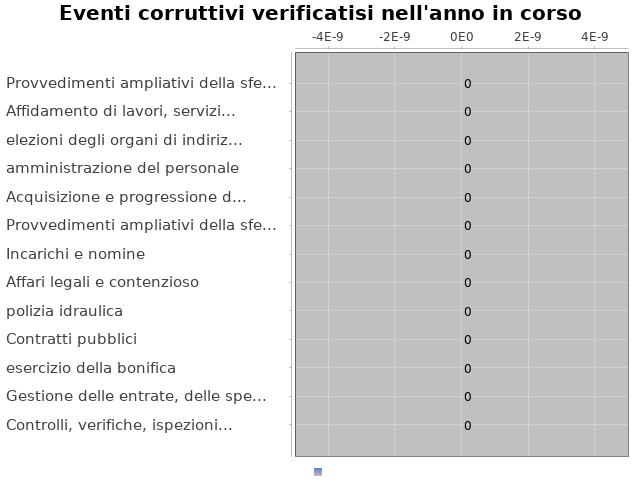 Eventi corruttivi verificatisi nell'anno in corso
-4E-9 -2E-9 0E0 2E-9 4E-9
Provvedimenti ampliativi della sfe... 0
Affidamento di lavori, servizi... 0
elezioni degli organi di indiriz... 0
amministrazione del personale 0
Acquisizione e progressione d... 0
Provvedimenti ampliativi della sfe... 0
Incarichi e nomine 0
Affari legali e contenzioso 0
polizia idraulica 0
Contratti pubblici 0
esercizio della bonifica 0
Gestione delle entrate, delle spe... 0
Controlli, verifiche, ispezioni... 0